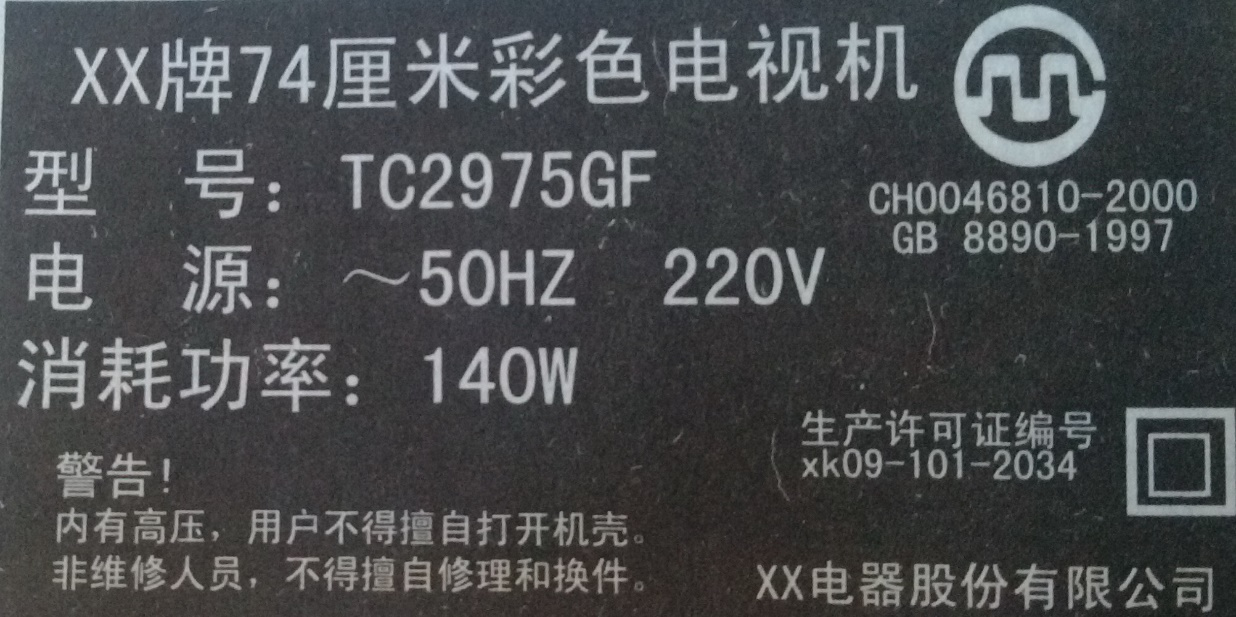 XX牌74厘米彩色电视机
型 号：TC2975GF
CH0046810-2000
GB 8890-1997
电 源：～50HZ 220V
消耗功率：140W
生产许可证编号
xk09-101-2034
警告！
内有高压，用户不得擅自打开机壳。
非维修人员，不得擅自修理和换件。
XX电器股份有限公司